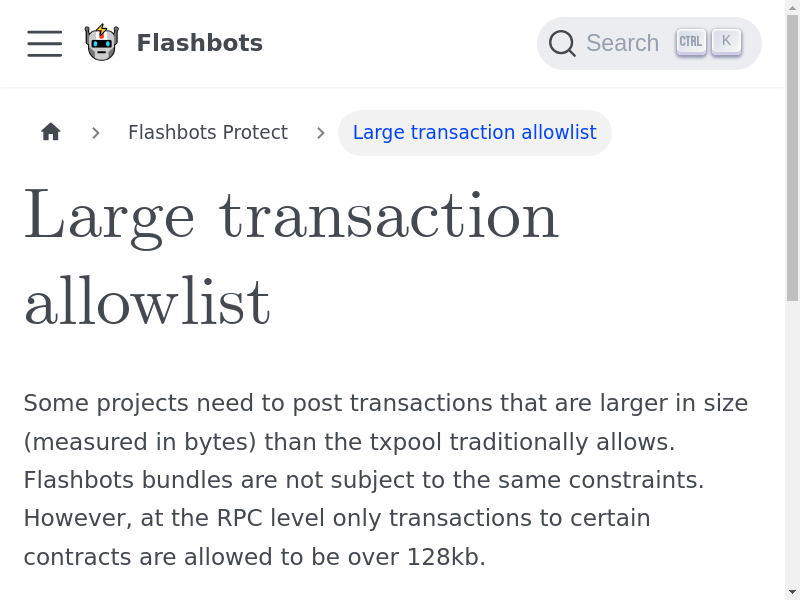 Flashbots
Search CTRL K
Flashbots Protect
Large transaction allowlist
Large transaction
allowlist
Some projects need to post transactions that are larger in size
(measured in bytes) than the txpool traditionally allows.
Flashbots bundles are not subject to the same constraints.
However, at the RPC level only transactions to certain
contracts are allowed to be over 128kb.